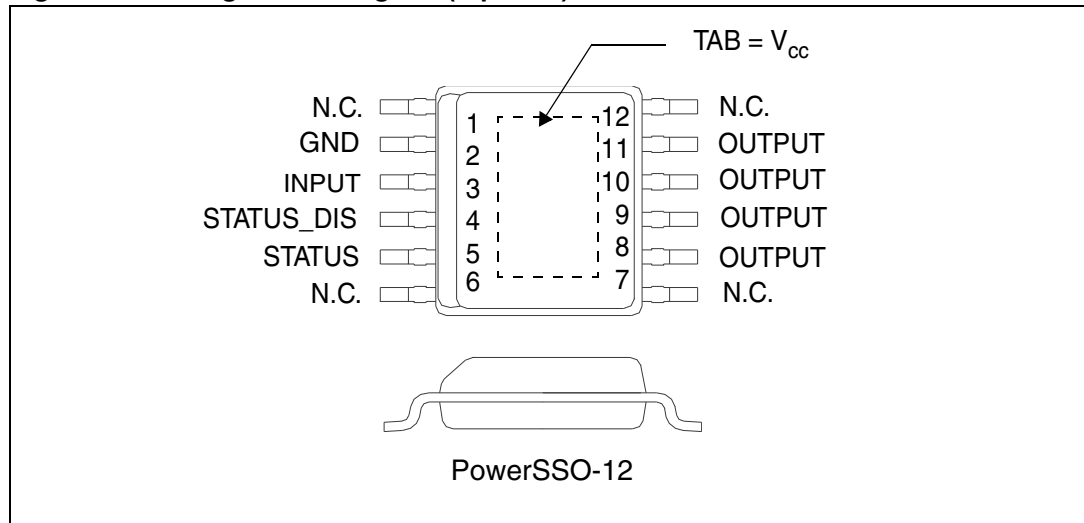 TAB = Vcc
N.C. 1 12 N.C.
GND 2 11 OUTPUT
INPUT 3 10 OUTPUT
STATUS_DIS 4 9 OUTPUT
STATUS 5 8 OUTPUT
N.C. 6 7 N.C.
PowerSSO-12